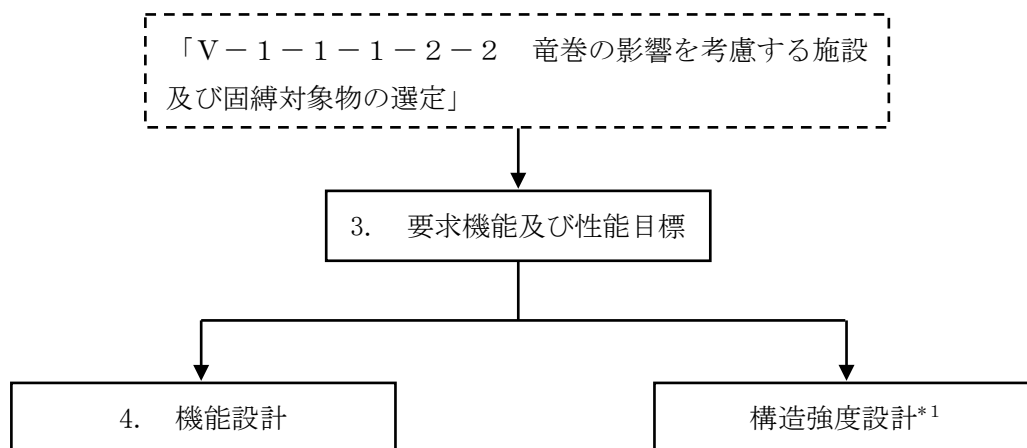 「Ⅴ－１－１－１－２－２　竜巻の影響を考慮する施設
及び固縛対象物の選定」
3.　要求機能及び性能目標
4.　機能設計
構造強度設計*1